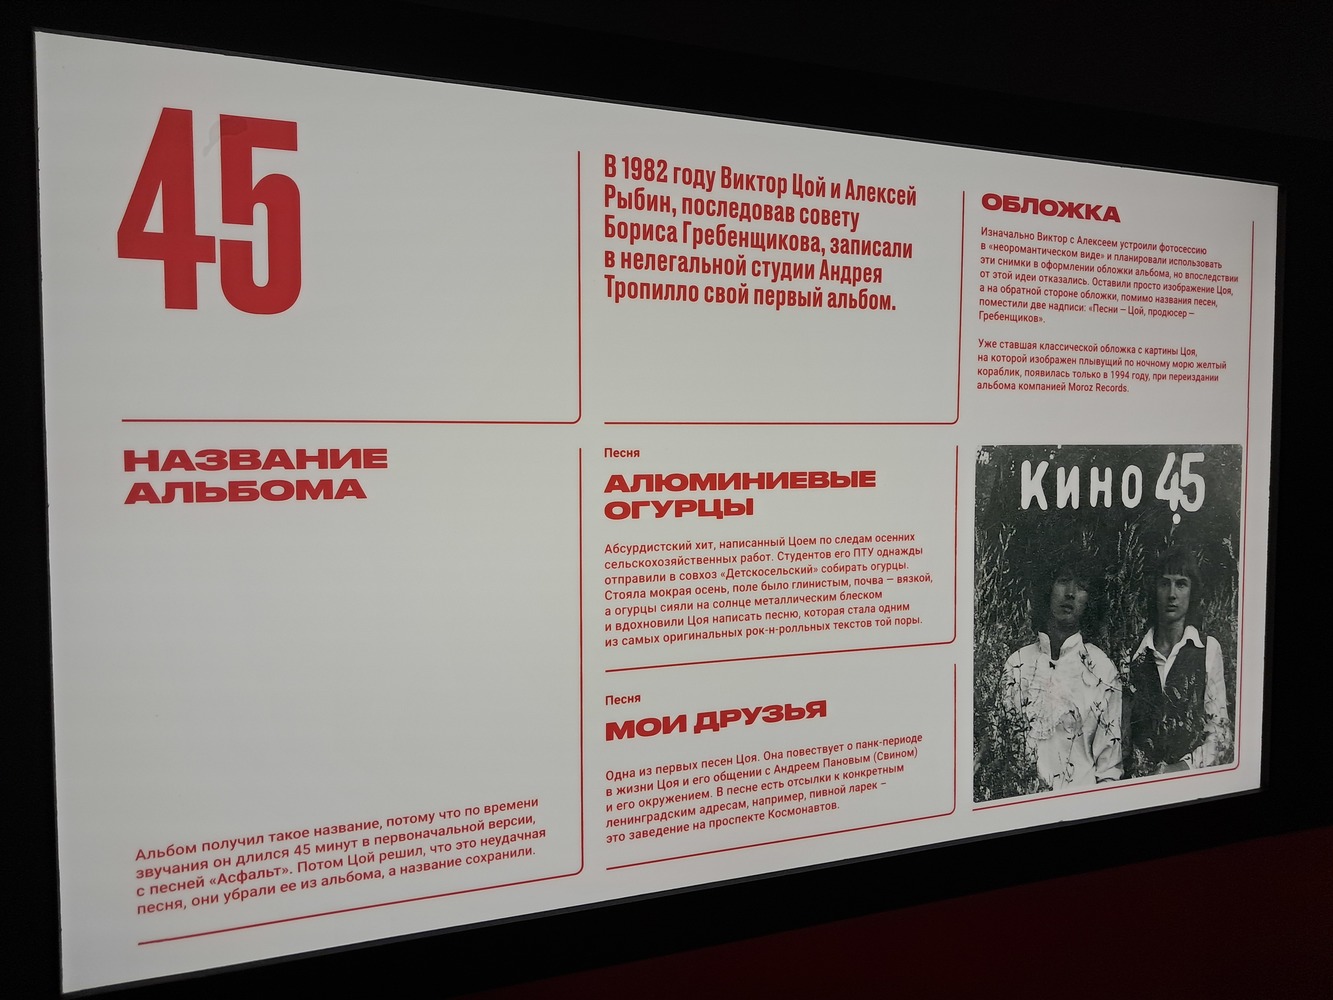 45
В 1982 году Виктор Цой и Алексей
Рыбин, последовав совету
Бориса Гребенщикова, записали
в нелегальной студии Андрея
Тропилло свой первый альбом.
ОБЛОЖКА
Изначально Виктор с Алексеем устроили фотосессию
в «неоромантическом виде» и планировали использовать
эти снимки в оформлении обложки альбома, но впоследствии
от этой идеи отказались. Оставили просто изображение Цоя,
а на обратной стороне обложки, помимо названия песен,
поместили две надписи: «Песни – Цой, продюсер –
Гребенщиков».
Уже ставшая классической обложка с картины Цоя,
на которой изображен плывущий по ночному морю желтый
кораблик, появилась только в 1994 году, при переиздании
альбома компанией Moroz Records.
НАЗВАНИЕ
АЛЬБОМА
Альбом получил такое название, потому что по времени
звучания он длился 45 минут в первоначальной версии,
с песней «Асфальт». Потом Цой решил, что это неудачная
песня, они убрали ее из альбома, а название сохранили.
Песня
АЛЮМИНИЕВЫЕ
ОГУРЦЫ
Абсурдистский хит, написанный Цоем по следам осенних
сельскохозяйственных работ. Студентов его ПТУ однажды
отправили в совхоз «Детскосельский» собирать огурцы.
Стояла мокрая осень, поле было глинистым, почва – вязкой,
а огурцы сияли на солнце металлическим блеском
и вдохновили Цоя написать песню, которая стала одним
из самых оригинальных рок-н-ролльных текстов той поры.
Песня
МОИ ДРУЗЬЯ
Одна из первых песен Цоя. Она повествует о панк-периоде
в жизни Цоя и его общении с Андреем Пановым (Свином)
и его окружением. В песне есть отсылки к конкретным
ленинградским адресам, например, пивной ларек –
это заведение на проспекте Космонавтов.
КИНО 45